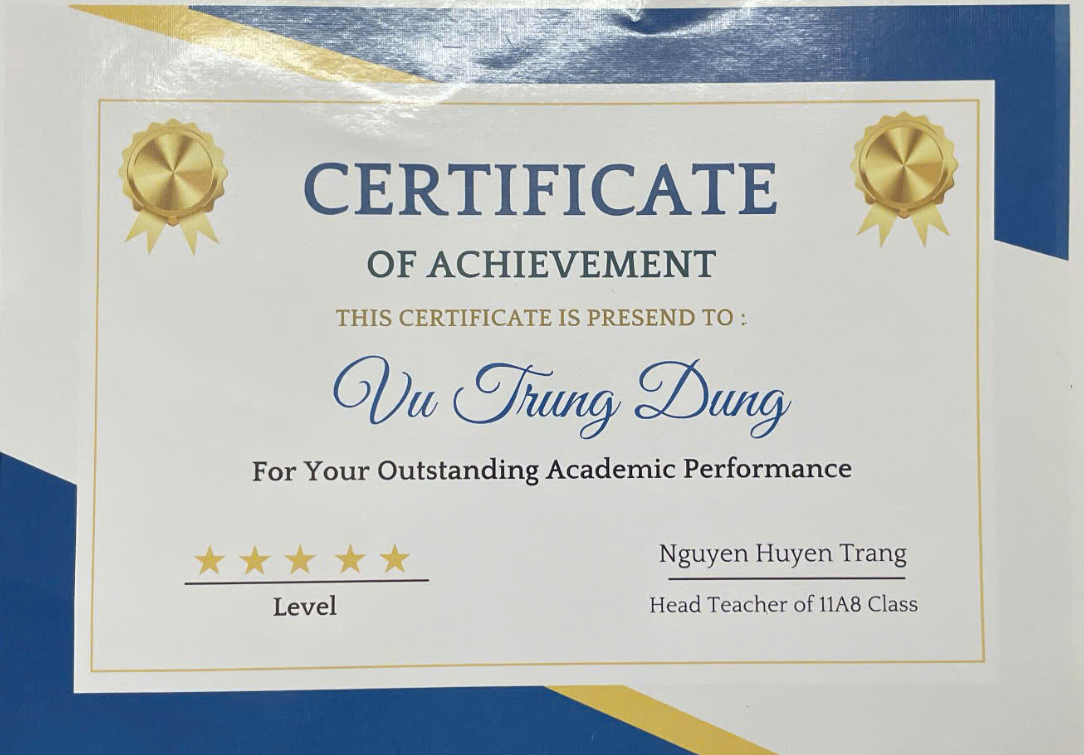 CERTIFICATE
OF ACHIEVEMENT
THIS CERTIFICATE IS PRESEND TO :
Vu Trung Dung
For Your Outstanding Academic Performance
Level
Nguyen Huyen Trang
Head Teacher of 11A8 Class